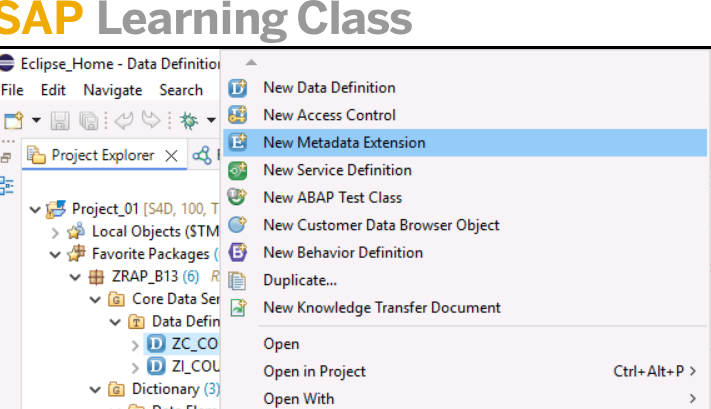 SAP Learning Class
Eclipse_Home - Data Definitio
File Edit Navigate Search
Project Explorer
Project_01 [S4D, 100, T
Local Objects ($TM
Favorite Packages (
ZRAP_B13 (6) R
Core Data Ser
Data Defin
ZC_CO
ZI_COU
Dictionary (3)
New Data Definition
New Access Control
New Metadata Extension
New Service Definition
New ABAP Test Class
New Customer Data Browser Object
New Behavior Definition
Duplicate...
New Knowledge Transfer Document
Open
Open in Project Ctrl+Alt+P >
Open With >